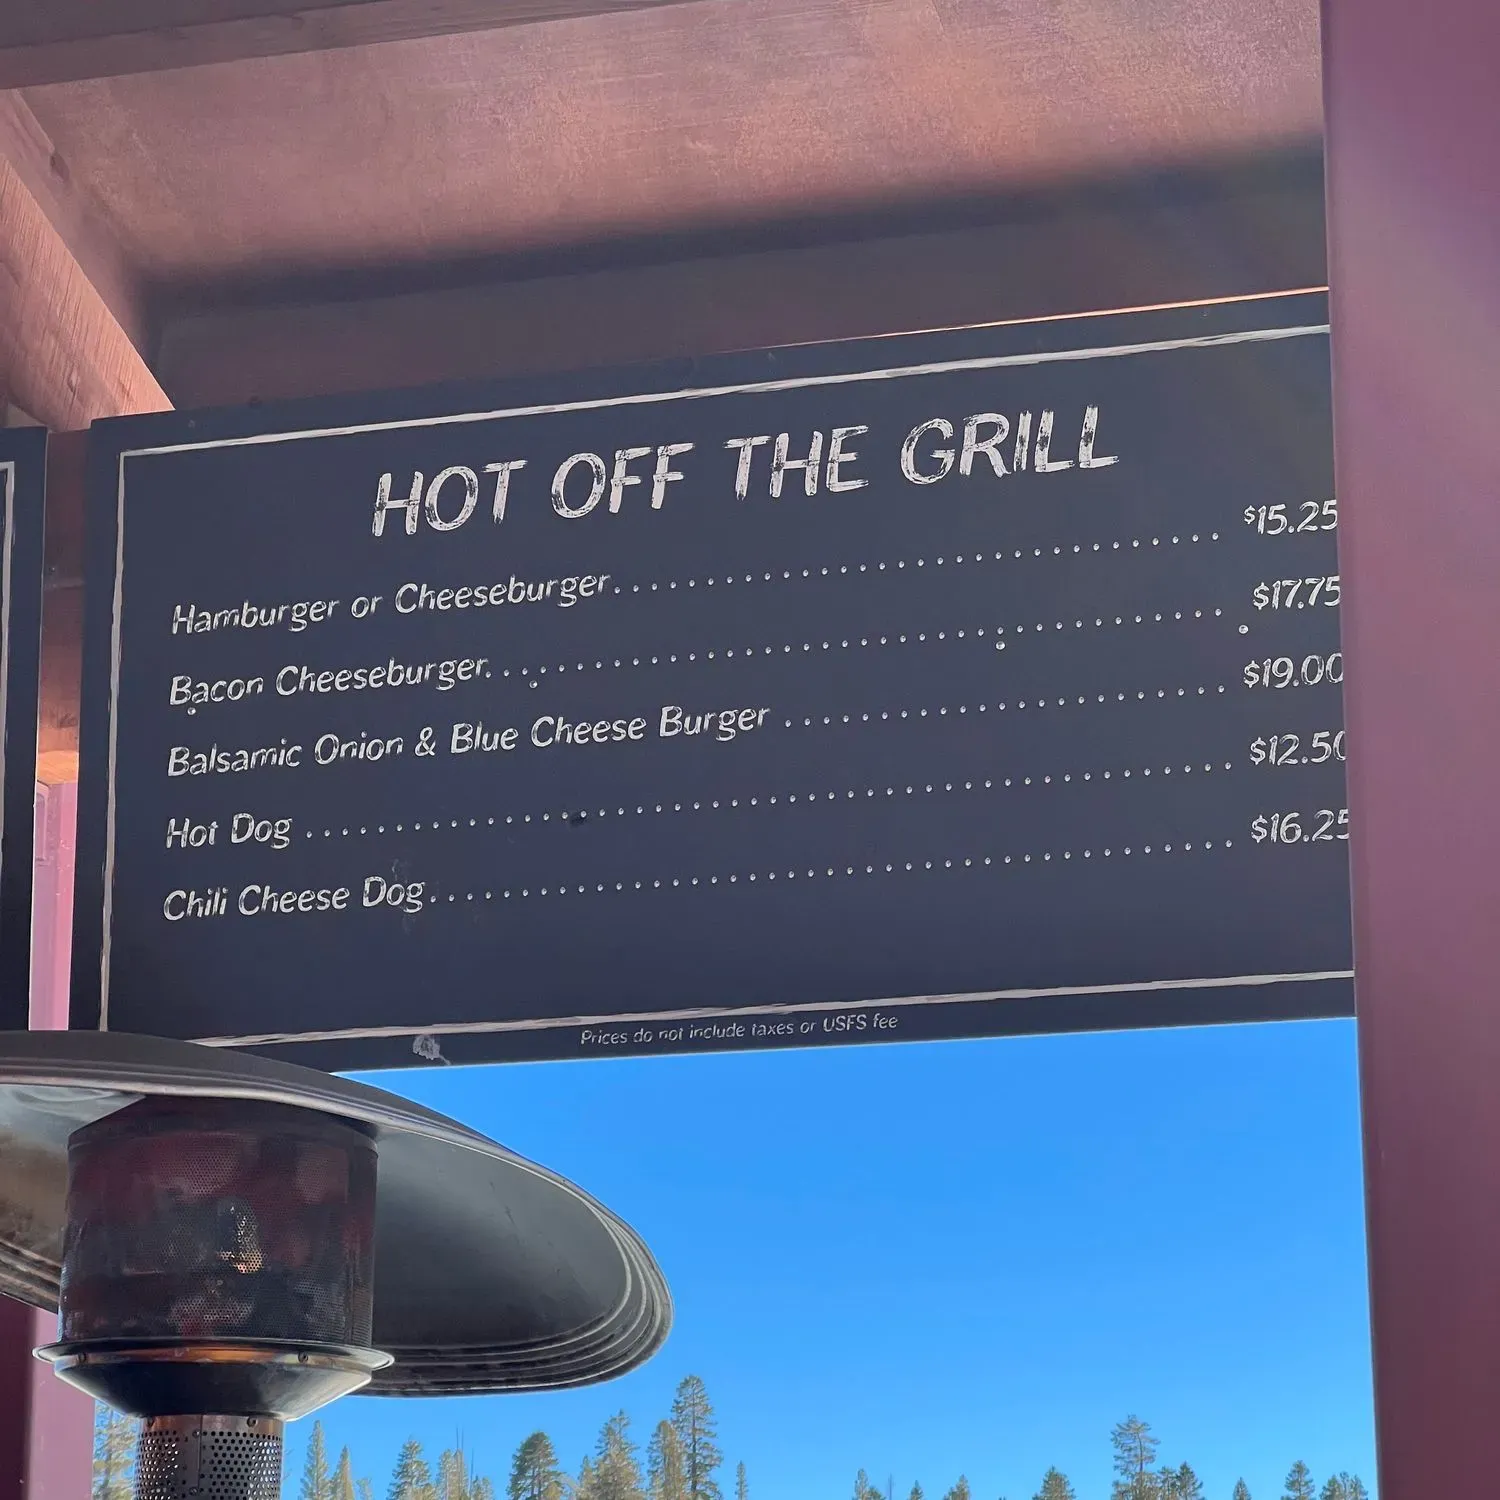 HOT OFF THE GRILL
Hamburger or Cheeseburger. . . . . . . . . . . . . . . . . . . . . . . . . . . . $15.25
Bacon Cheeseburger. . . . . . . . . . . . . . . . . . . . . . . . . . . . . . . . . . $17.75
Balsamic Onion & Blue Cheese Burger . . . . . . . . . . . . . . . . . . . . $19.00
Hot Dog . . . . . . . . . . . . . . . . . . . . . . . . . . . . . . . . . . . . . . . . . . $12.50
Chili Cheese Dog. . . . . . . . . . . . . . . . . . . . . . . . . . . . . . . . . . . . $16.25
Prices do not include taxes or USFS fee